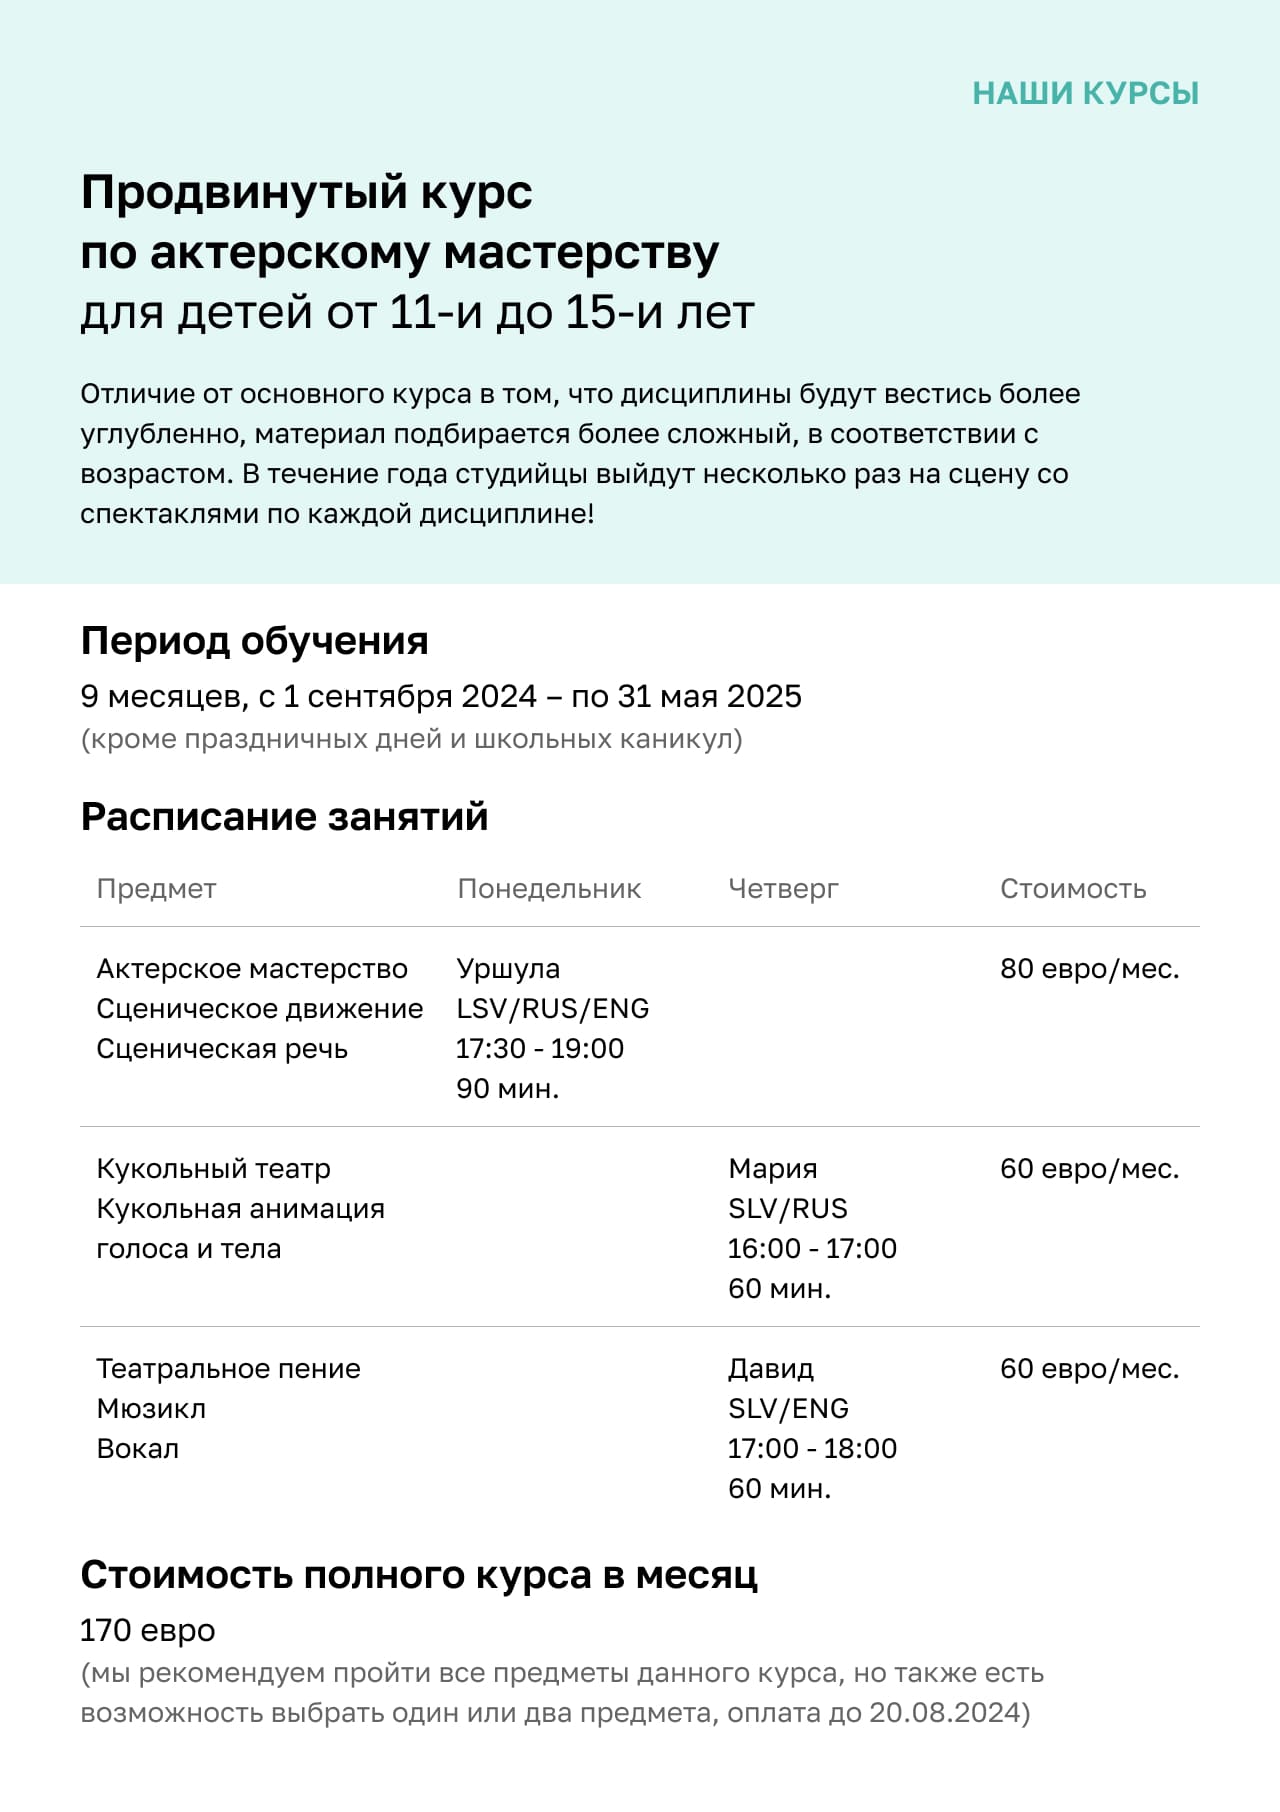 НАШИ КУРСЫ
Продвинутый курс
по актерскому мастерству
для детей от 11-и до 15-и лет
Отличие от основного курса в том, что дисциплины будут вестись более
углубленно, материал подбирается более сложный, в соответствии с
возрастом. В течение года студийцы выйдут несколько раз на сцену со
спектаклями по каждой дисциплине!
Период обучения
9 месяцев, с 1 сентября 2024 – по 31 мая 2025
(кроме праздничных дней и школьных каникул)
Расписание занятий
Предмет Понедельник Четверг Стоимость
Актерское мастерство Уршула 80 евро/мес.
Сценическое движение LSV/RUS/ENG
Сценическая речь 17:30 - 19:00
90 мин.
Кукольный театр Мария 60 евро/мес.
Кукольная анимация SLV/RUS
голоса и тела 16:00 - 17:00
60 мин.
Театральное пение Давид 60 евро/мес.
Мюзикл SLV/ENG
Вокал 17:00 - 18:00
60 мин.
Стоимость полного курса в месяц
170 евро
(мы рекомендуем пройти все предметы данного курса, но также есть
возможность выбрать один или два предмета, оплата до 20.08.2024)